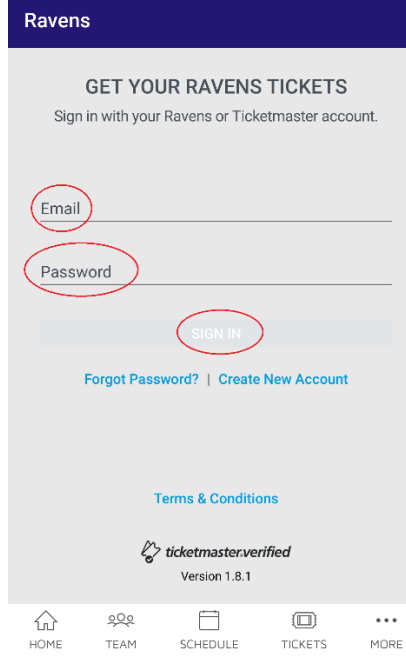 Ravens
GET YOUR RAVENS TICKETS
Sign in with your Ravens or Ticketmaster account.
Email
Password
SIGN IN
Forgot Password? | Create New Account
Terms & Conditions
ticketmaster.verified
Version 1.8.1
HOME TEAM SCHEDULE TICKETS MORE